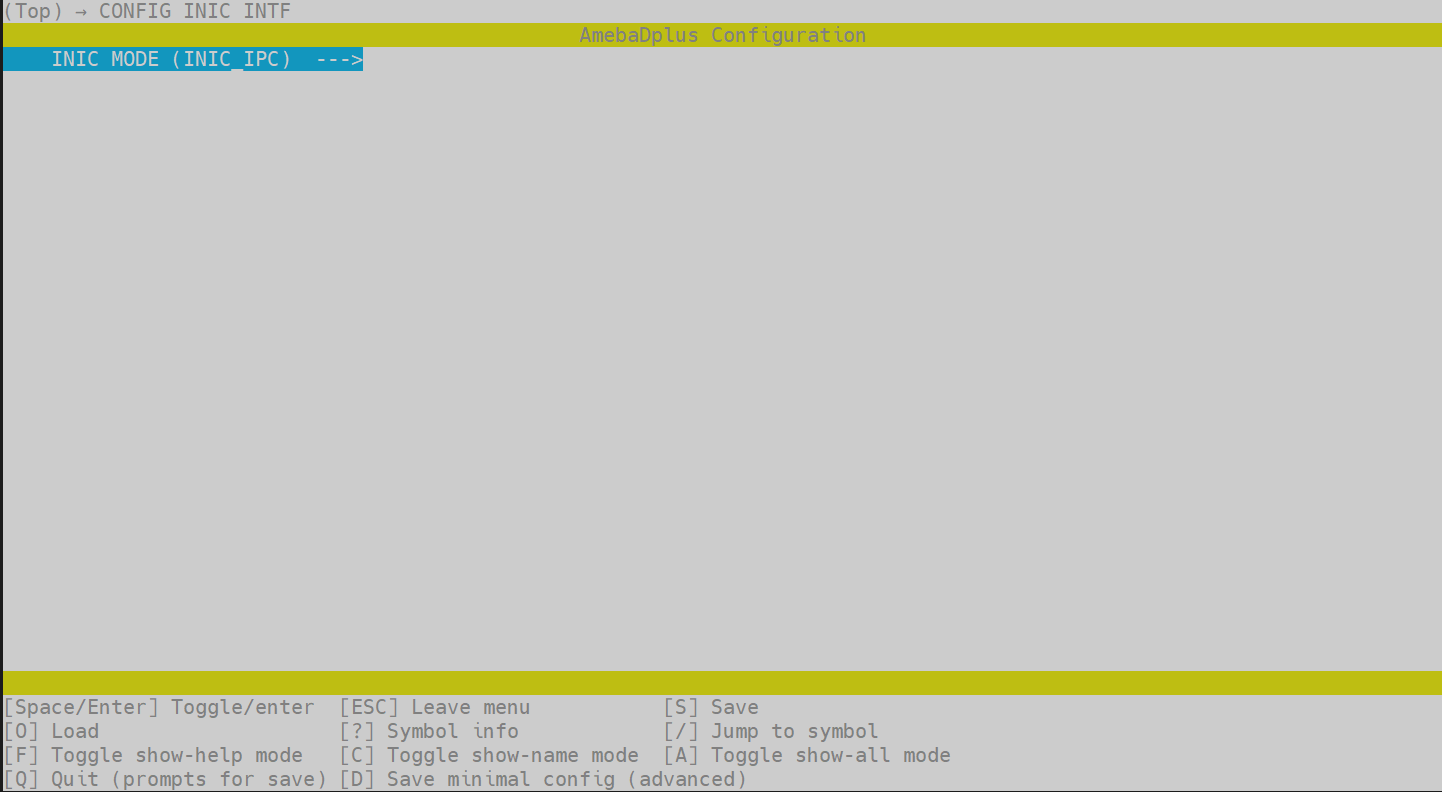 (Top) → CONFIG INIC INTF
AmebaDplus Configuration
INIC MODE (INIC_IPC)  --->
[Space/Enter] Toggle/enter  [ESC] Leave menu           [S] Save
[O] Load                    [?] Symbol info            [/] Jump to symbol
[F] Toggle show-help mode   [C] Toggle show-name mode  [A] Toggle show-all mode
[Q] Quit (prompts for save) [D] Save minimal config (advanced)